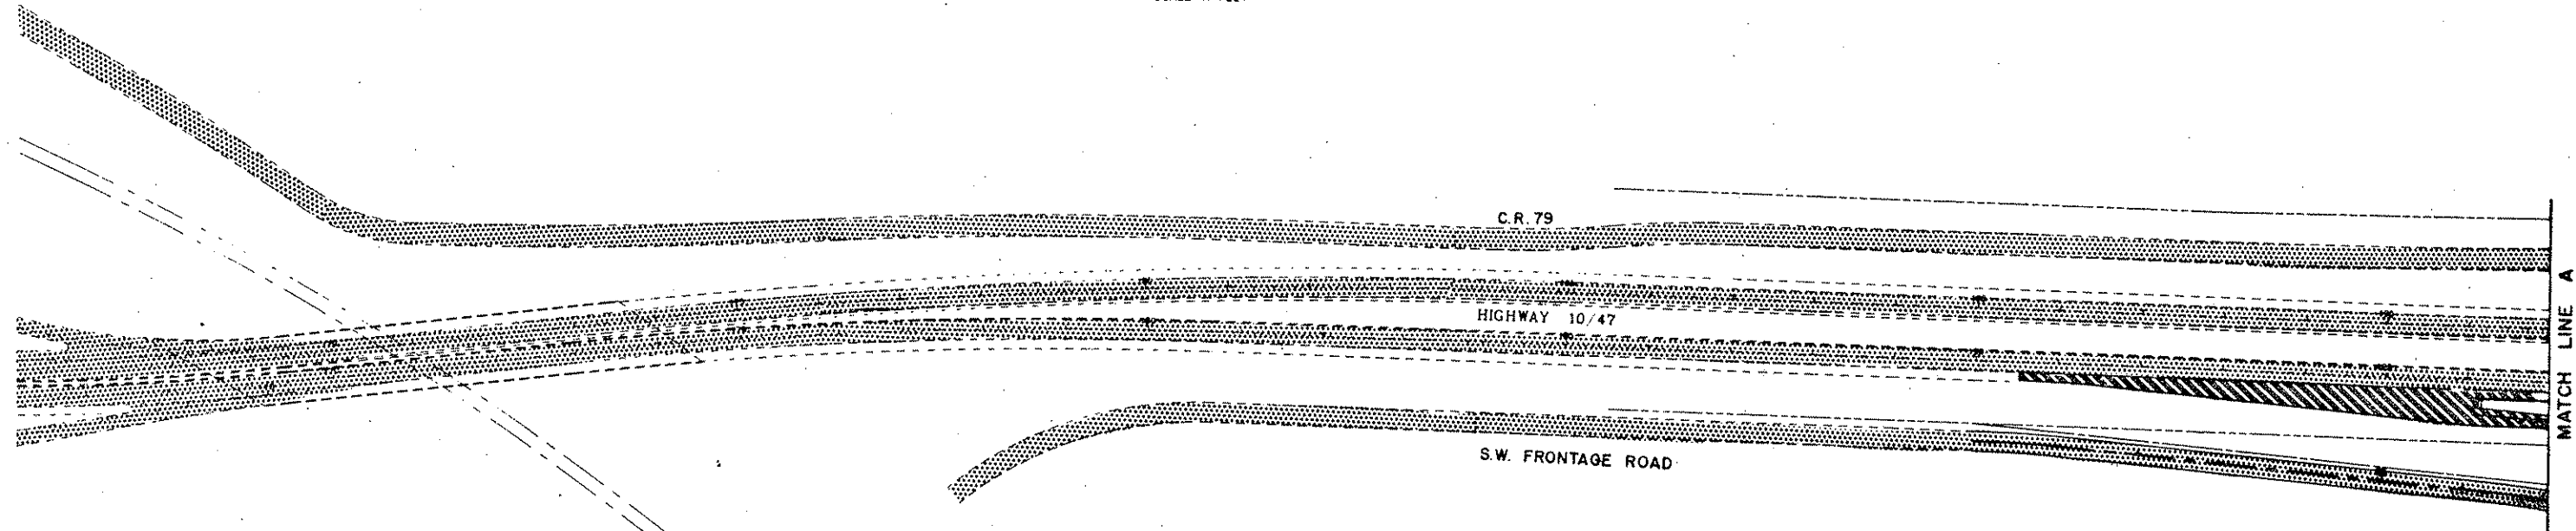 C.R. 79
HIGHWAY 10/47
S.W. FRONTAGE ROAD
MATCH LINE A